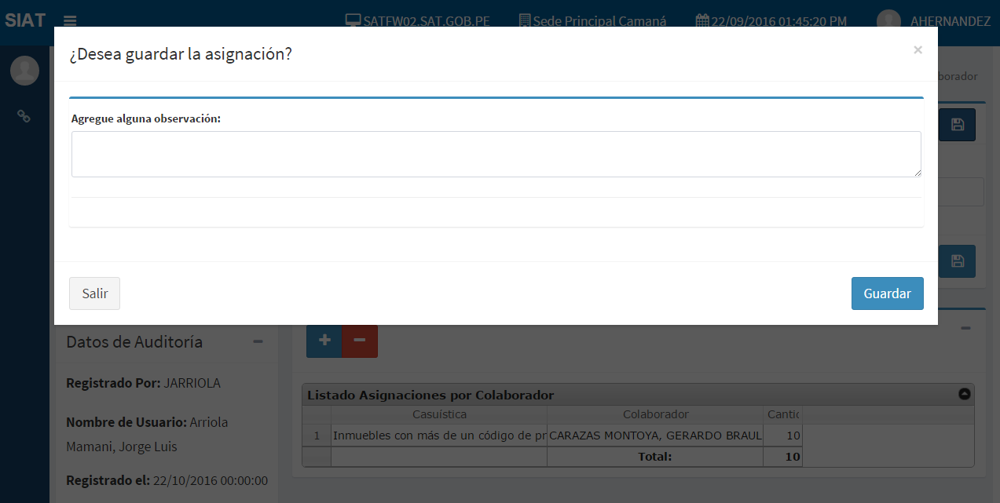 SIAT
SATFW02.SAT.GOB.PE
Sede Principal Camaná
22/09/2016 01:45:20 PM
AHERNANDEZ
¿Desea guardar la asignación?
×
borador
Agregue alguna observación:
Salir
Guardar
Datos de Auditoría
Registrado Por: JARRIOLA
Nombre de Usuario: Arriola
Mamani, Jorge Luis
Registrado el: 22/10/2016 00:00:00
Listado Asignaciones por Colaborador
Casuística Colaborador Cantic
1 Inmuebles con más de un código de pr CARAZAS MONTOYA, GERARDO BRAUL 10
Total: 10